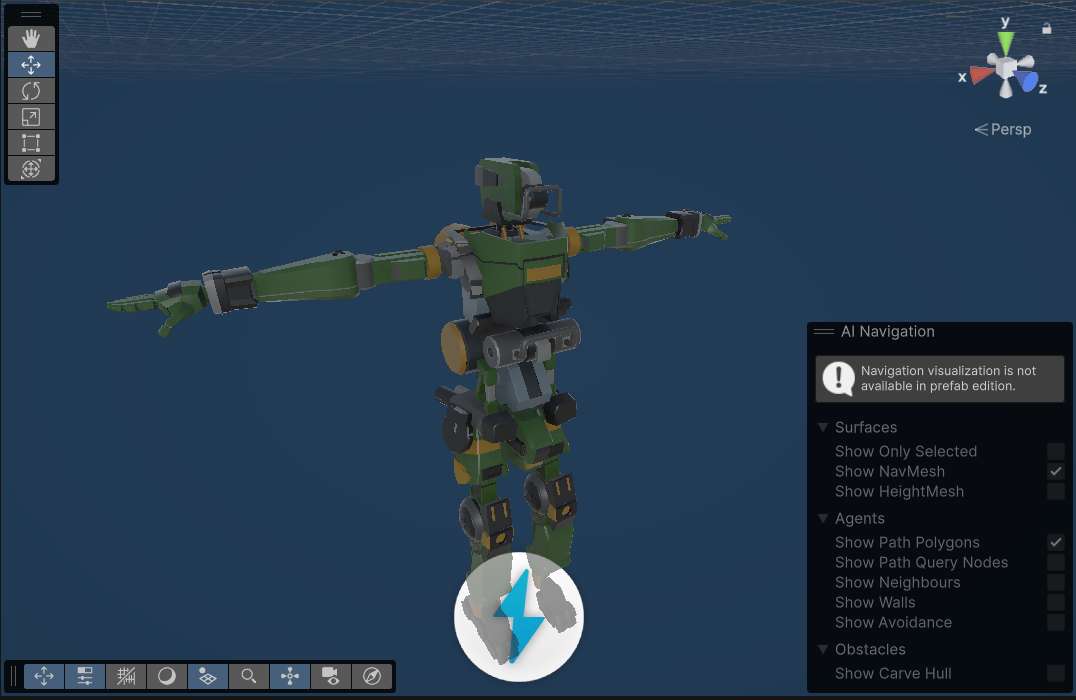 y
x
z
Persp
AI Navigation
Navigation visualization is not
available in prefab edition.
Surfaces
Show Only Selected
Show NavMesh
Show HeightMesh
Agents
Show Path Polygons
Show Path Query Nodes
Show Neighbours
Show Walls
Show Avoidance
Obstacles
Show Carve Hull